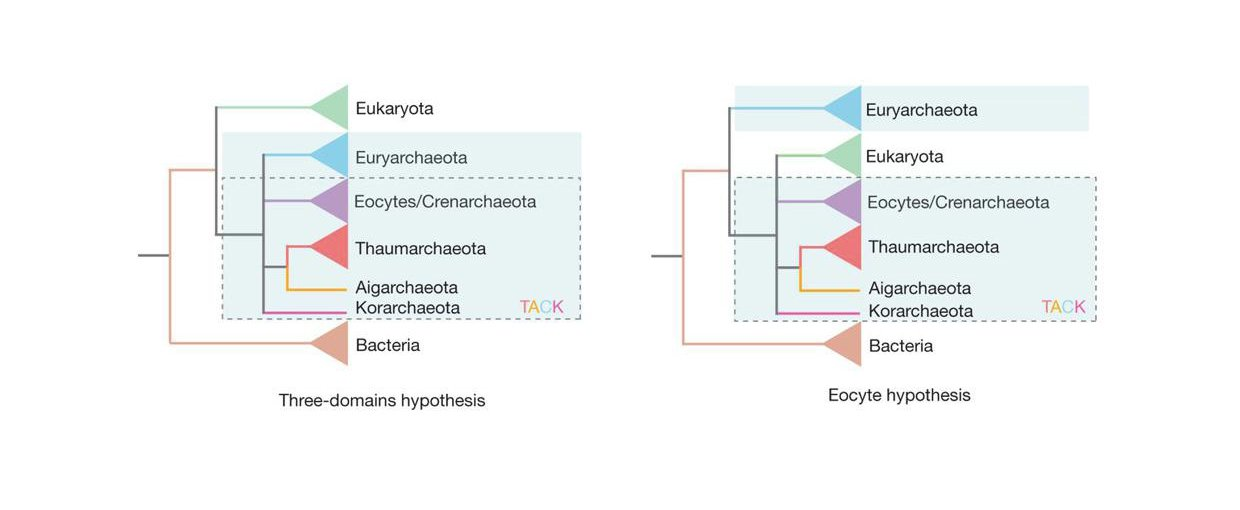 Eukaryota
Euryarchaeota
Eocytes/Crenarchaeota
Thaumarchaeota
Aigarchaeota
Korarchaeota
TACK
Bacteria
Three-domains hypothesis
Euryarchaeota
Eukaryota
Eocytes/Crenarchaeota
Thaumarchaeota
Aigarchaeota
Korarchaeota
TACK
Bacteria
Eocyte hypothesis